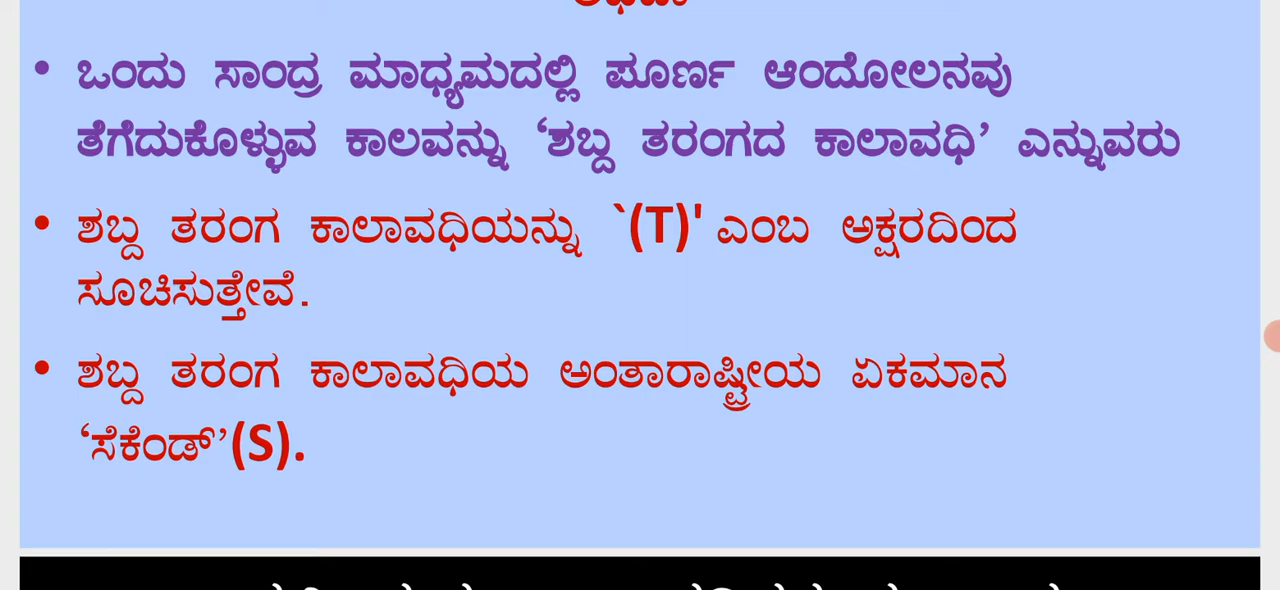 • ಒಂದು ಸಾಂದ್ರ ಮಾಧ್ಯಮದಲ್ಲಿ ಪೂರ್ಣ ಆಂದೋಲನವು
ತೆಗೆದುಕೊಳ್ಳುವ ಕಾಲವನ್ನು ‘ಶಬ್ದ ತರಂಗದ ಕಾಲಾವಧಿ’ ಎನ್ನುವರು
• ಶಬ್ದ ತರಂಗ ಕಾಲಾವಧಿಯನ್ನು `(T)' ಎಂಬ ಅಕ್ಷರದಿಂದ
ಸೂಚಿಸುತ್ತೇವೆ.
• ಶಬ್ದ ತರಂಗ ಕಾಲಾವಧಿಯ ಅಂತಾರಾಷ್ಟ್ರೀಯ ಏಕಮಾನ
‘ಸೆಕೆಂಡ್’(S).